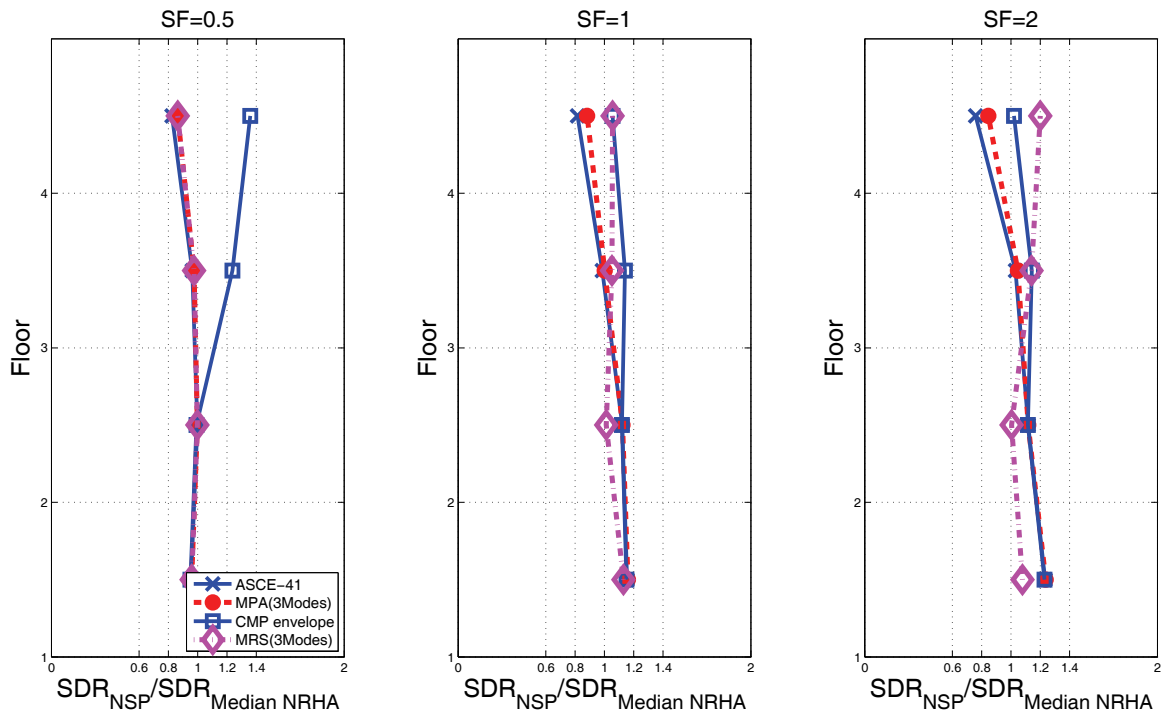 SF=0.5
Floor
4
3
2
1
ASCE−41
MPA(3Modes)
CMP envelope
MRS(3Modes)
0 0.6 0.8 1 1.2 1.4 2
SDR_NSP/SDR_Median NRHA
SF=1
Floor
4
3
2
1
0 0.6 0.8 1 1.2 1.4 2
SDR_NSP/SDR_Median NRHA
SF=2
Floor
4
3
2
1
0 0.6 0.8 1 1.2 1.4 2
SDR_NSP/SDR_Median NRHA